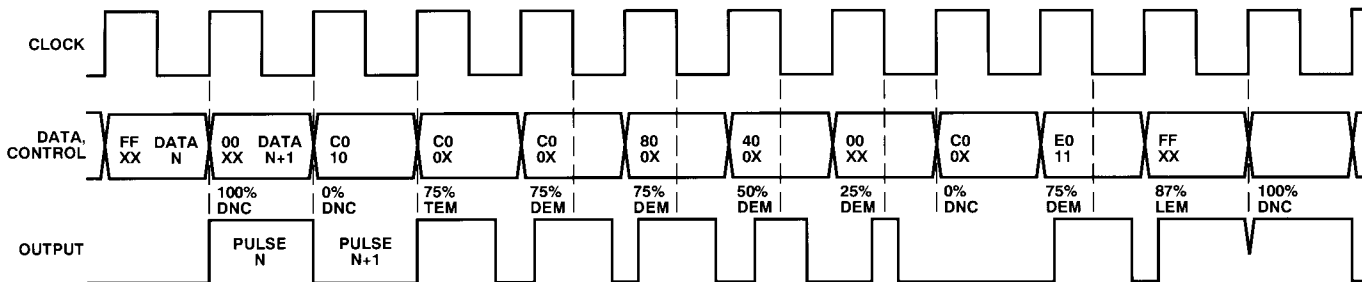 CLOCK
DATA, CONTROL
FF DATA
XX N
00 DATA
XX N+1
C0
10
C0
0X
C0
0X
80
0X
40
0X
00
XX
C0
0X
E0
11
FF
XX
100% DNC
0% DNC
75% TEM
75% DEM
75% DEM
50% DEM
25% DEM
0% DNC
75% DEM
87% LEM
100% DNC
OUTPUT
PULSE N
PULSE N+1